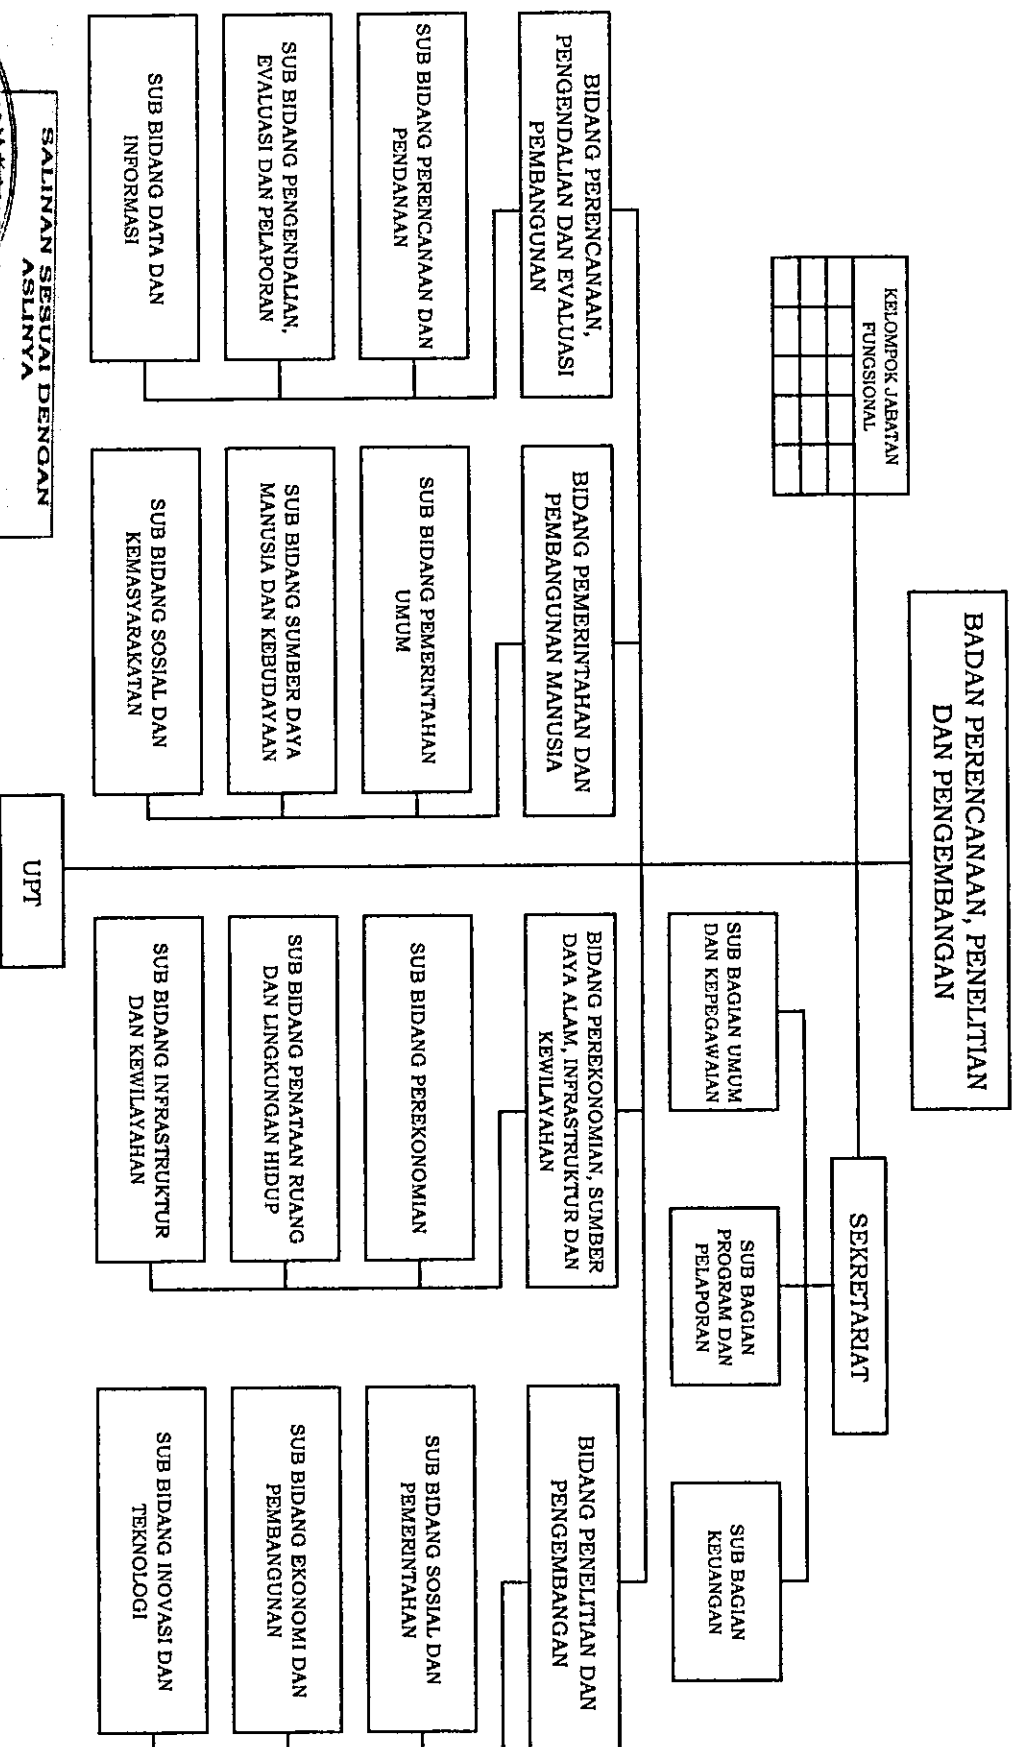 BADAN PERENCANAAN, PENELITIAN
DAN PENGEMBANGAN
KELOMPOK JABATAN
FUNGSIONAL
SEKRETARIAT
SUB BAGIAN UMUM
DAN KEPEGAWAIAN
SUB BAGIAN
PROGRAM DAN
PELAPORAN
SUB BAGIAN
KEUANGAN
BIDANG PERENCANAAN,
PENGENDALIAN DAN EVALUASI
PEMBANGUNAN
SUB BIDANG PERENCANAAN DAN
PENDANAAN
SUB BIDANG PENGENDALIAN,
EVALUASI DAN PELAPORAN
SUB BIDANG DATA DAN
INFORMASI
BIDANG PEMERINTAHAN DAN
PEMBANGUNAN MANUSIA
SUB BIDANG PEMERINTAHAN
UMUM
SUB BIDANG SUMBER DAYA
MANUSIA DAN KEBUDAYAAN
SUB BIDANG SOSIAL DAN
KEMASYARAKATAN
BIDANG PEREKONOMIAN, SUMBER
DAYA ALAM, INFRASTRUKTUR DAN
KEWILAYAHAN
SUB BIDANG PEREKONOMIAN
SUB BIDANG PENATAAN RUANG
DAN LINGKUNGAN HIDUP
SUB BIDANG INFRASTRUKTUR
DAN KEWILAYAHAN
BIDANG PENELITIAN DAN
PENGEMBANGAN
SUB BIDANG SOSIAL DAN
PEMERINTAHAN
SUB BIDANG EKONOMI DAN
PEMBANGUNAN
SUB BIDANG INOVASI DAN
TEKNOLOGI
UPT
SALINAN SESUAI DENGAN
ASLINYA